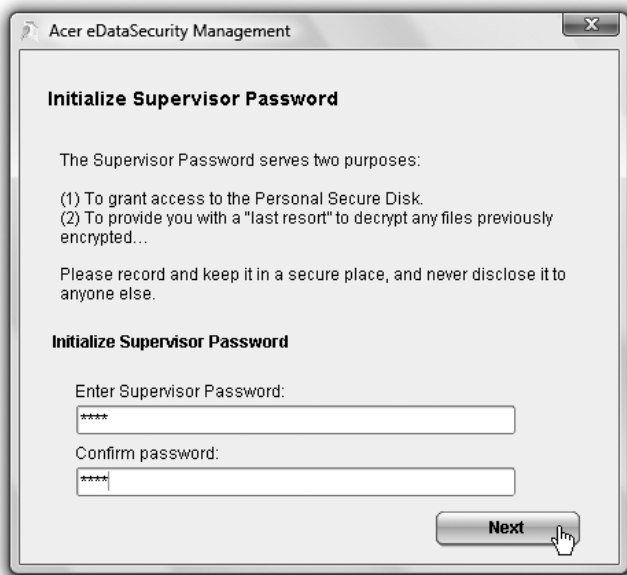 Acer eDataSecurity Management
Initialize Supervisor Password
The Supervisor Password serves two purposes:
(1) To grant access to the Personal Secure Disk.
(2) To provide you with a "last resort" to decrypt any files previously
encrypted...
Please record and keep it in a secure place, and never disclose it to
anyone else.
Initialize Supervisor Password
Enter Supervisor Password:
****
Confirm password:
****
Next